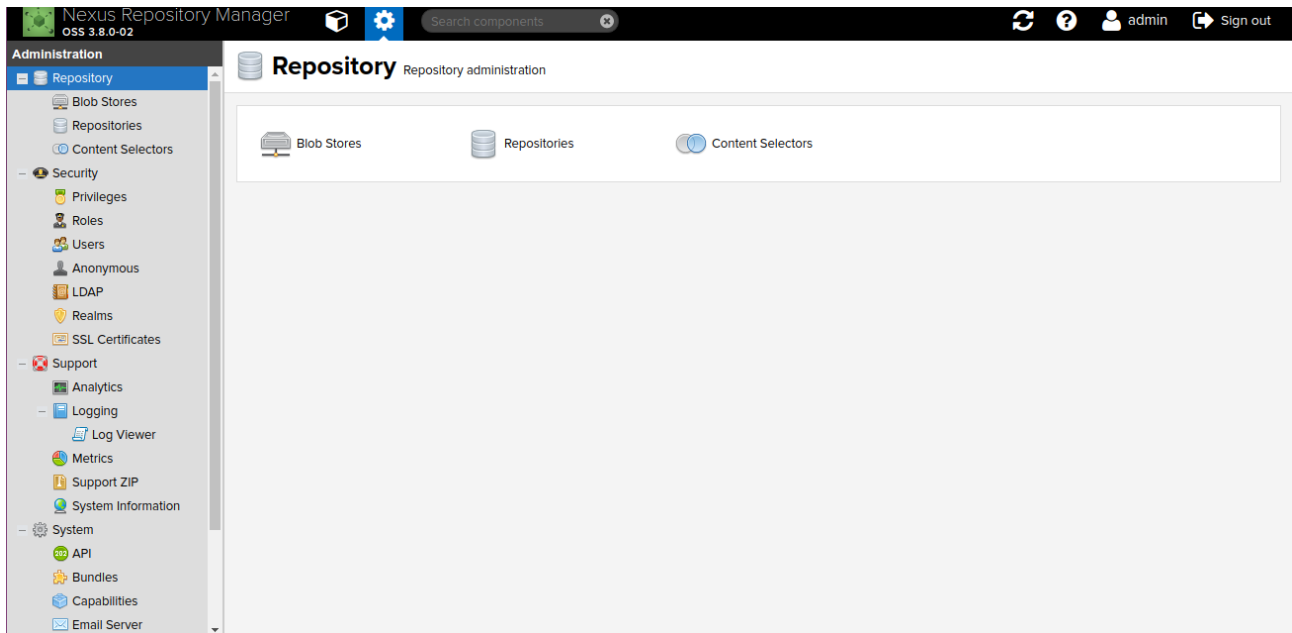 Nexus Repository Manager
OSS 3.8.0-02
Search components
admin
Sign out
Administration
Repository
Blob Stores
Repositories
Content Selectors
Security
Privileges
Roles
Users
Anonymous
LDAP
Realms
SSL Certificates
Support
Analytics
Logging
Log Viewer
Metrics
Support ZIP
System Information
System
API
Bundles
Capabilities
Email Server
Repository Repository administration
Blob Stores
Repositories
Content Selectors